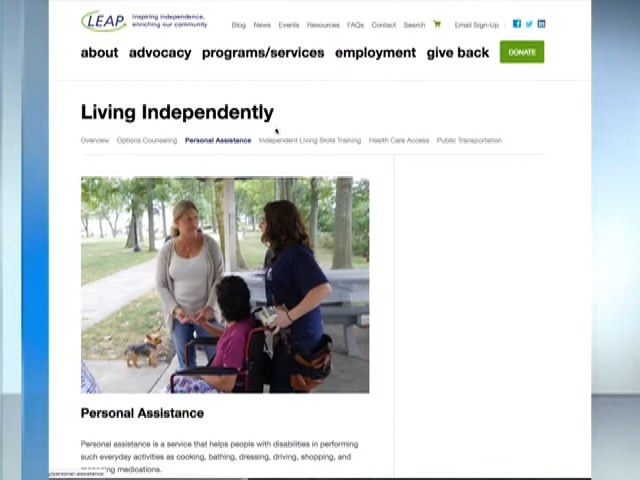 LEAP
Inspiring independence,
enriching our community
Blog News Events Resources FAQs Contact Search Email Sign-Up
about advocacy programs/services employment give back DONATE
Living Independently
Overview Options Counseling Personal Assistance Independent Living Skills Training Health Care Access Public Transportation
Personal Assistance
Personal assistance is a service that helps people with disabilities in performing
such everyday activities as cooking, bathing, dressing, driving, shopping, and
managing medications.